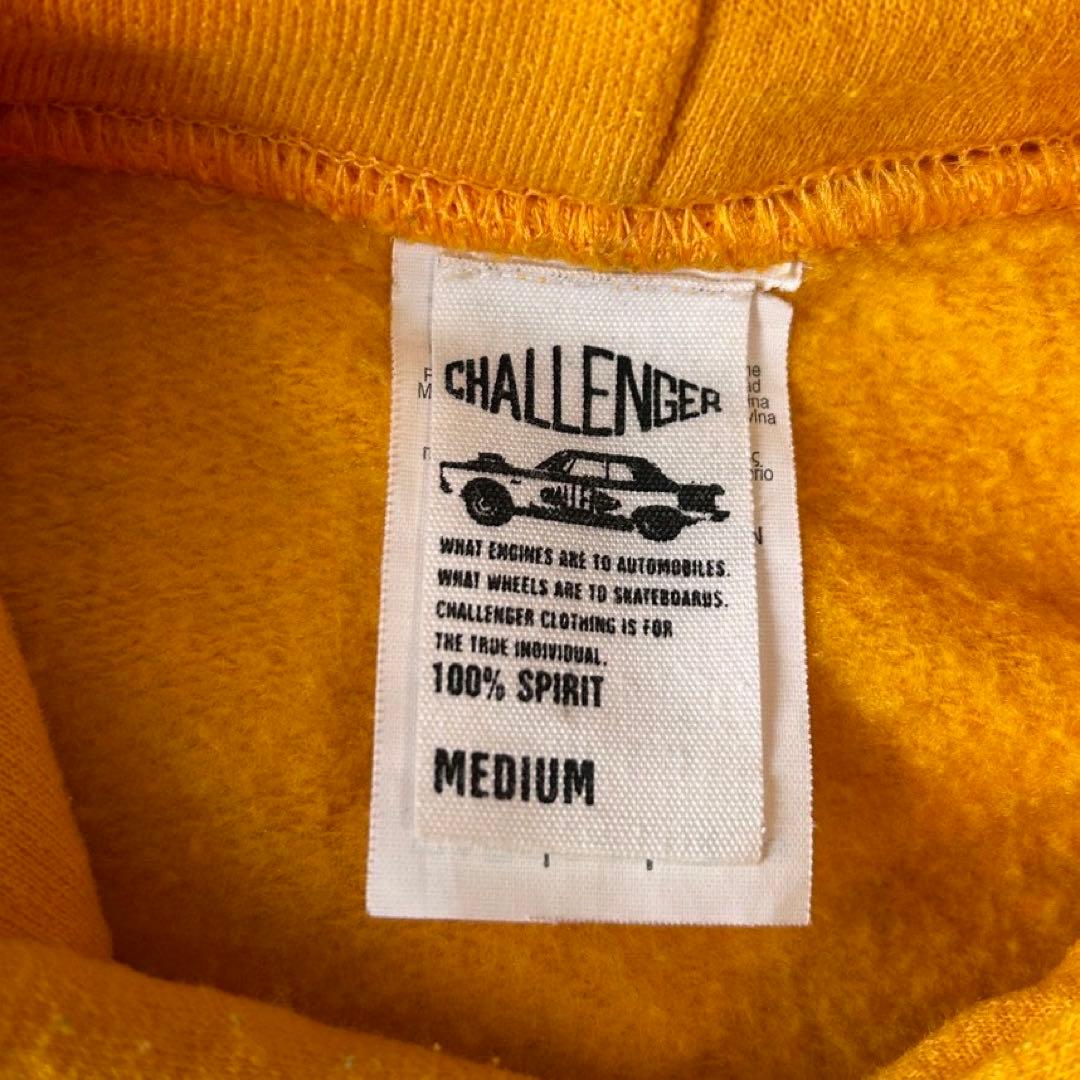 CHALLENGER
WHAT ENGINES ARE TO AUTOMOBILES.
WHAT WHEELS ARE TO SKATEBOARDS.
CHALLENGER CLOTHING IS FOR
THE TRUE INDIVIDUAL.
100% SPIRIT
MEDIUM